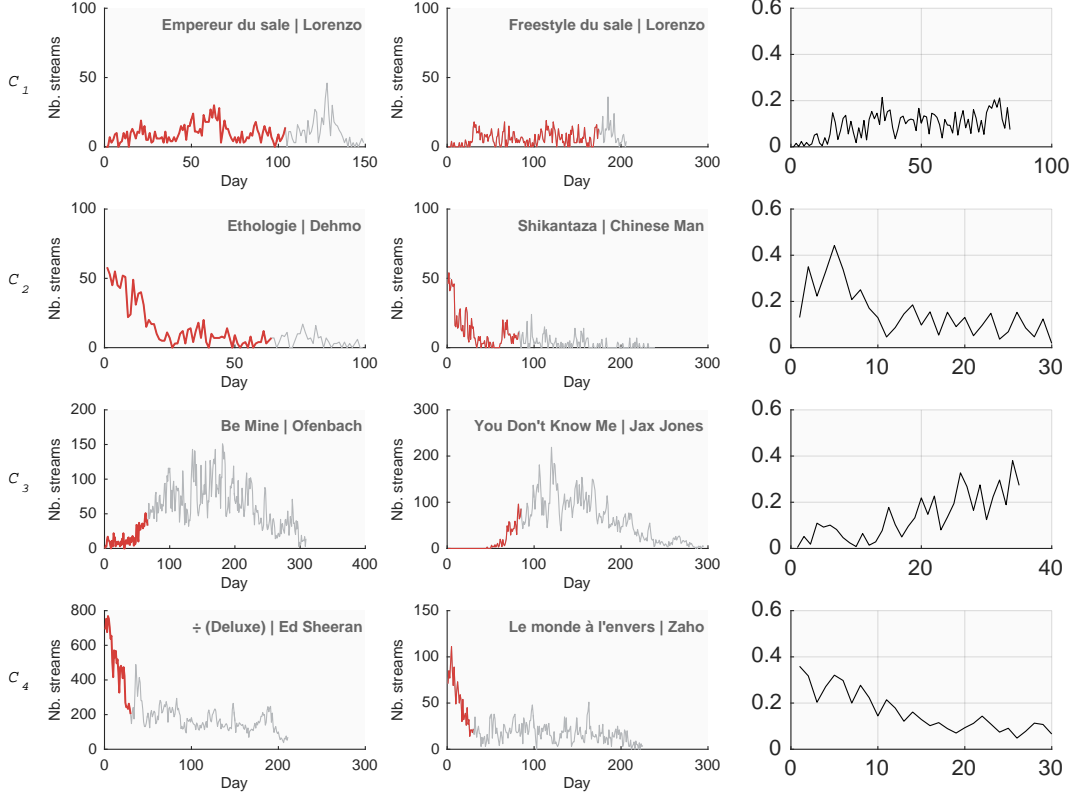 C₁
Nb. streams
100
50
0
Empereur du sale | Lorenzo
0 50 100 150
Day
Nb. streams
100
50
0
Freestyle du sale | Lorenzo
0 100 200 300
Day
0.6
0.4
0.2
0
0 50 100
C₂
Nb. streams
100
50
0
Ethologie | Dehmo
0 50 100
Day
Nb. streams
100
50
0
Shikantaza | Chinese Man
0 100 200 300
Day
0.6
0.4
0.2
0
0 10 20 30
C₃
Nb. streams
200
150
100
50
0
Be Mine | Ofenbach
0 100 200 300 400
Day
Nb. streams
300
200
100
0
You Don't Know Me | Jax Jones
0 100 200 300
Day
0.6
0.4
0.2
0
0 20 40
C₄
Nb. streams
800
600
400
200
0
÷ (Deluxe) | Ed Sheeran
0 100 200 300
Day
Nb. streams
150
100
50
0
Le monde à l'envers | Zaho
0 100 200 300
Day
0.6
0.4
0.2
0
0 10 20 30